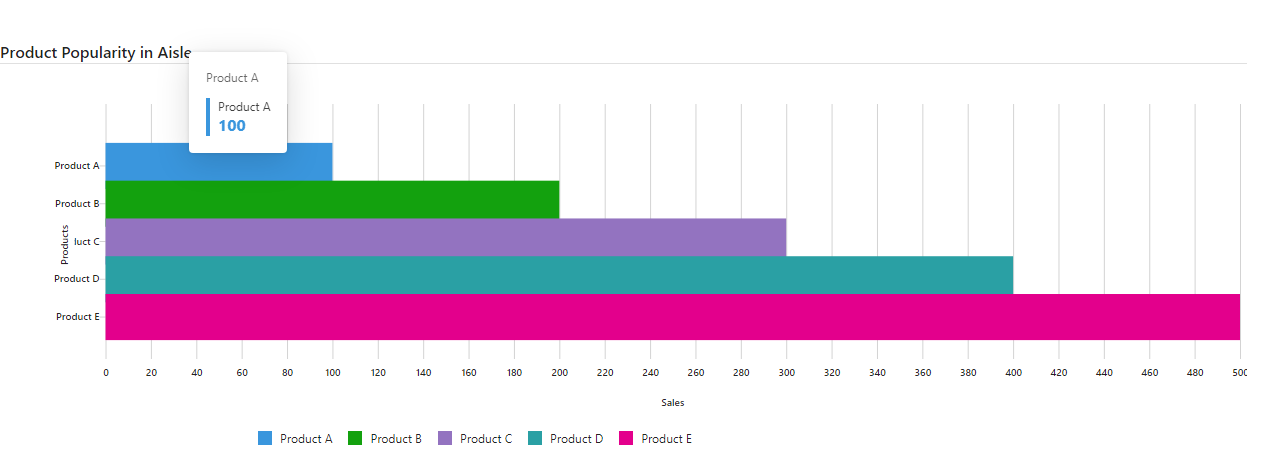 Product Popularity in Aisle
Product A
Product A
100
Product A
Product B
Products
luct C
Product D
Product E
0 20 40 60 80 100 120 140 160 180 200 220 240 260 280 300 320 340 360 380 400 420 440 460 480 500
Sales
Product A Product B Product C Product D Product E